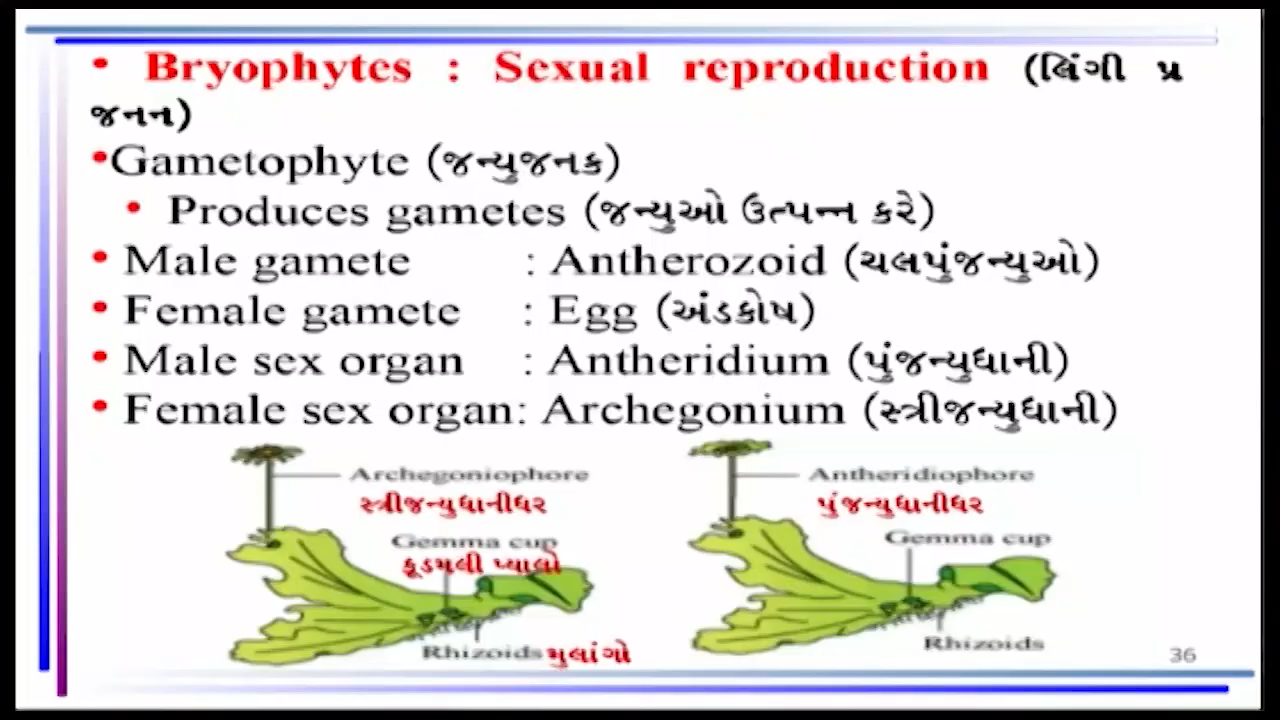 • Bryophytes : Sexual reproduction (લિંગી પ્ર
જનન)
•Gametophyte (જન્યુજનક)
• Produces gametes (જન્યુઓ ઉત્પન્ન કરે)
• Male gamete : Antherozoid (ચલપુંજન્યુઓ)
• Female gamete : Egg (અંડકોષ)
• Male sex organ : Antheridium (પુંજન્યુધાની)
• Female sex organ: Archegonium (સ્ત્રીજન્યુધાની)
Archegoniophore
સ્ત્રીજન્યુધાનીધર
Gemma cup
કૂડમલી પ્યાલો
Rhizoids મુલાંગો
Antheridiophore
પુંજન્યુધાનીધર
Gemma cup
Rhizoids
36